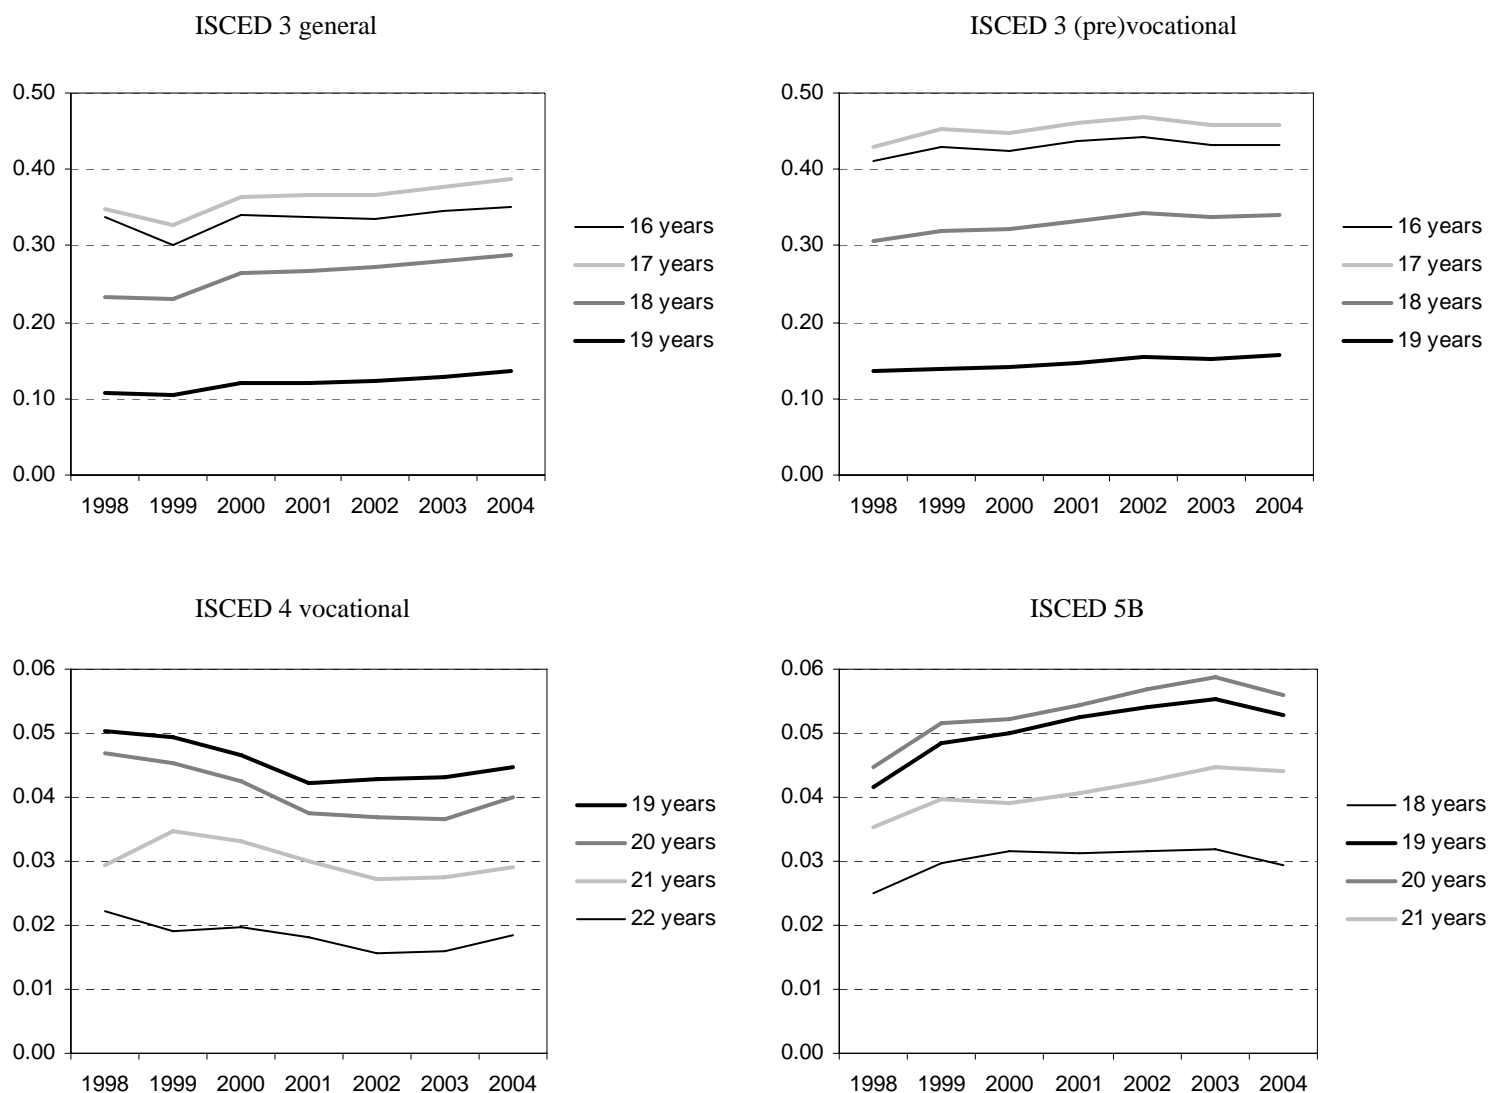 ISCED 3 general
0.50
0.40
0.30
0.20
0.10
0.00
1998 1999 2000 2001 2002 2003 2004
16 years
17 years
18 years
19 years
ISCED 3 (pre)vocational
0.50
0.40
0.30
0.20
0.10
0.00
1998 1999 2000 2001 2002 2003 2004
16 years
17 years
18 years
19 years
ISCED 4 vocational
0.06
0.05
0.04
0.03
0.02
0.01
0.00
1998 1999 2000 2001 2002 2003 2004
19 years
20 years
21 years
22 years
ISCED 5B
0.06
0.05
0.04
0.03
0.02
0.01
0.00
1998 1999 2000 2001 2002 2003 2004
18 years
19 years
20 years
21 years